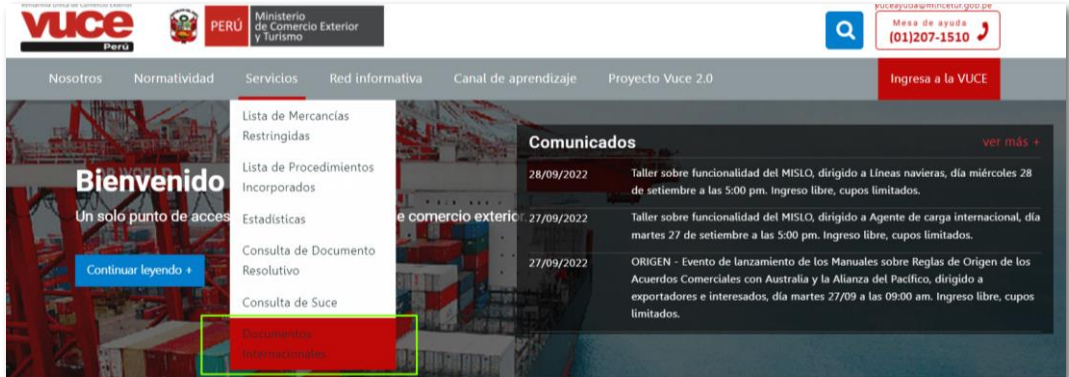 Ventanilla Única de Comercio Exterior
vuce
Perú
PERÚ
Ministerio
de Comercio Exterior
y Turismo
vuceayuda@mincetur.gob.pe
Mesa de ayuda
(01)207-1510
Nosotros
Normatividad
Servicios
Red informativa
Canal de aprendizaje
Proyecto Vuce 2.0
Ingresa a la VUCE
Lista de Mercancías
Restringidas
Lista de Procedimientos
Incorporados
Estadísticas
Consulta de Documento
Resolutivo
Consulta de Suce
Documentos
Internacionales
Bienvenido
Un solo punto de acces
e comercio exterior
Continuar leyendo +
Comunicados
ver más +
28/09/2022
Taller sobre funcionalidad del MISLO, dirigido a Líneas navieras, día miércoles 28
de setiembre a las 5:00 pm. Ingreso libre, cupos
limitados.
27/09/2022
Taller sobre funcionalidad del MISLO, dirigido a Agente de carga internacional, día
martes 27 de setiembre a las 5:00 pm. Ingreso libre, cupos limitados.
27/09/2022
ORIGEN - Evento de lanzamiento de los Manuales sobre Reglas de Origen de los
Acuerdos Comerciales con Australia y la Alianza del Pacífico, dirigido a
exportadores e interesados, día martes 27/09 a las 09:00 am. Ingreso libre, cupos
limitados.